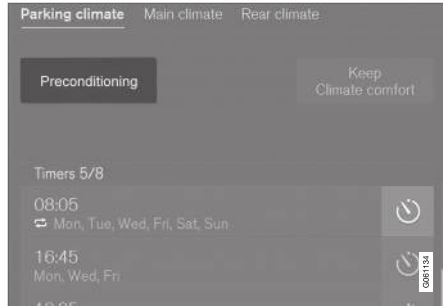 Parking climate Main climate Rear climate
Preconditioning
Keep
Climate comfort
Timers 5/8
08:05
Mon, Tue, Wed, Fri, Sat, Sun
16:45
Mon, Wed, Fri
G061134